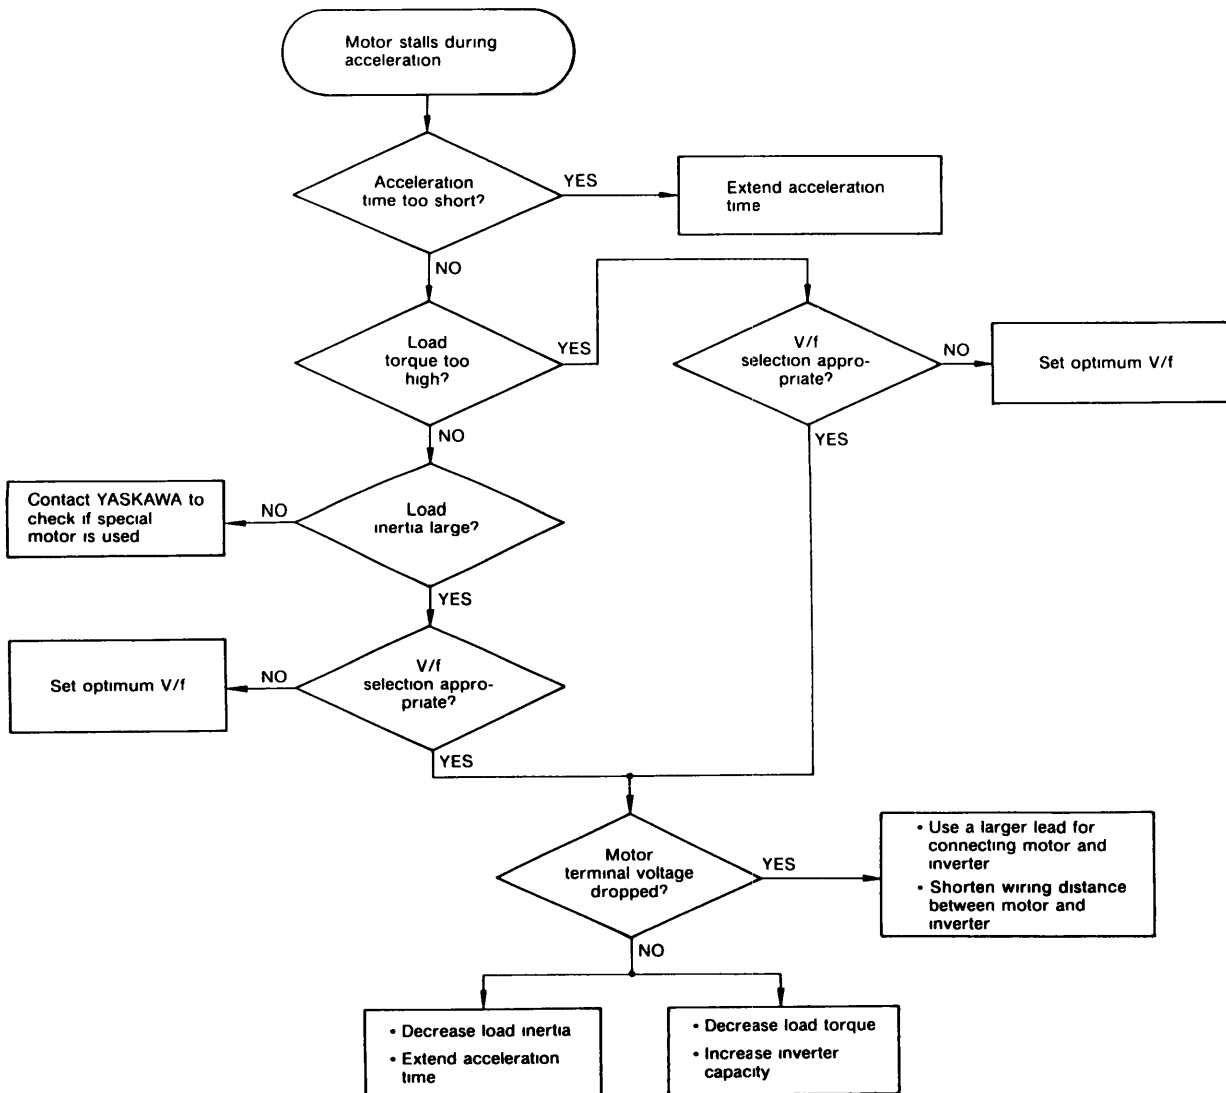 Motor stalls during
acceleration
Acceleration
time too short?
YES
Extend acceleration
time
NO
Load
torque too
high?
YES
V/f
selection appro-
priate?
NO
Set optimum V/f
YES
NO
Load
inertia large?
NO
Contact YASKAWA to
check if special
motor is used
YES
V/f
selection appro-
priate?
NO
Set optimum V/f
YES
Motor
terminal voltage
dropped?
YES
• Use a larger lead for
connecting motor and
inverter
• Shorten wiring distance
between motor and
inverter
NO
• Decrease load inertia
• Extend acceleration
time
• Decrease load torque
• Increase inverter
capacity